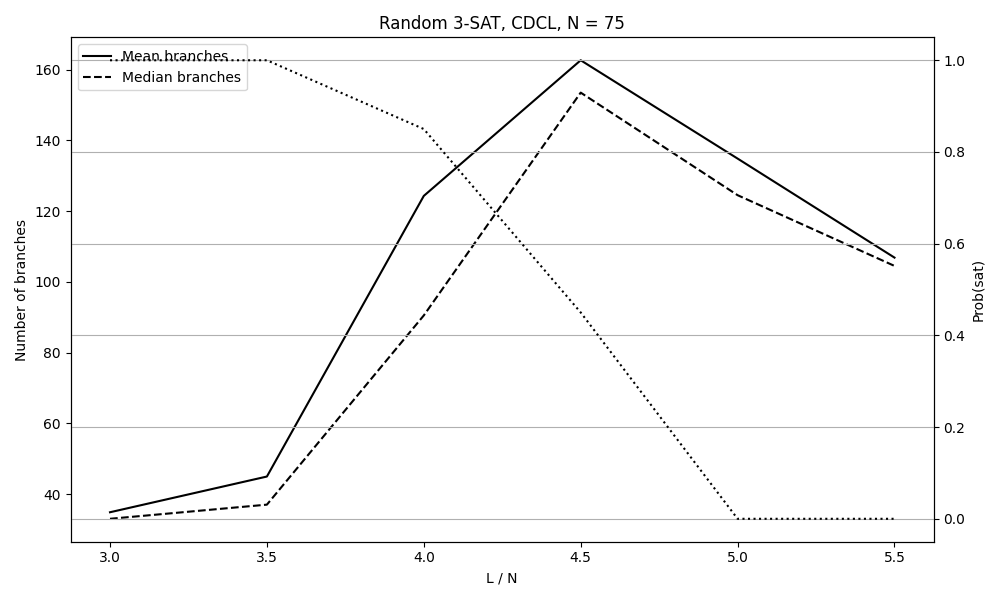 Random 3-SAT, CDCL, N = 75
Mean branches
Median branches
Number of branches
160
140
120
100
80
60
40
1.0
0.8
0.6
0.4
0.2
0.0
Prob(sat)
3.0 3.5 4.0 4.5 5.0 5.5
L / N